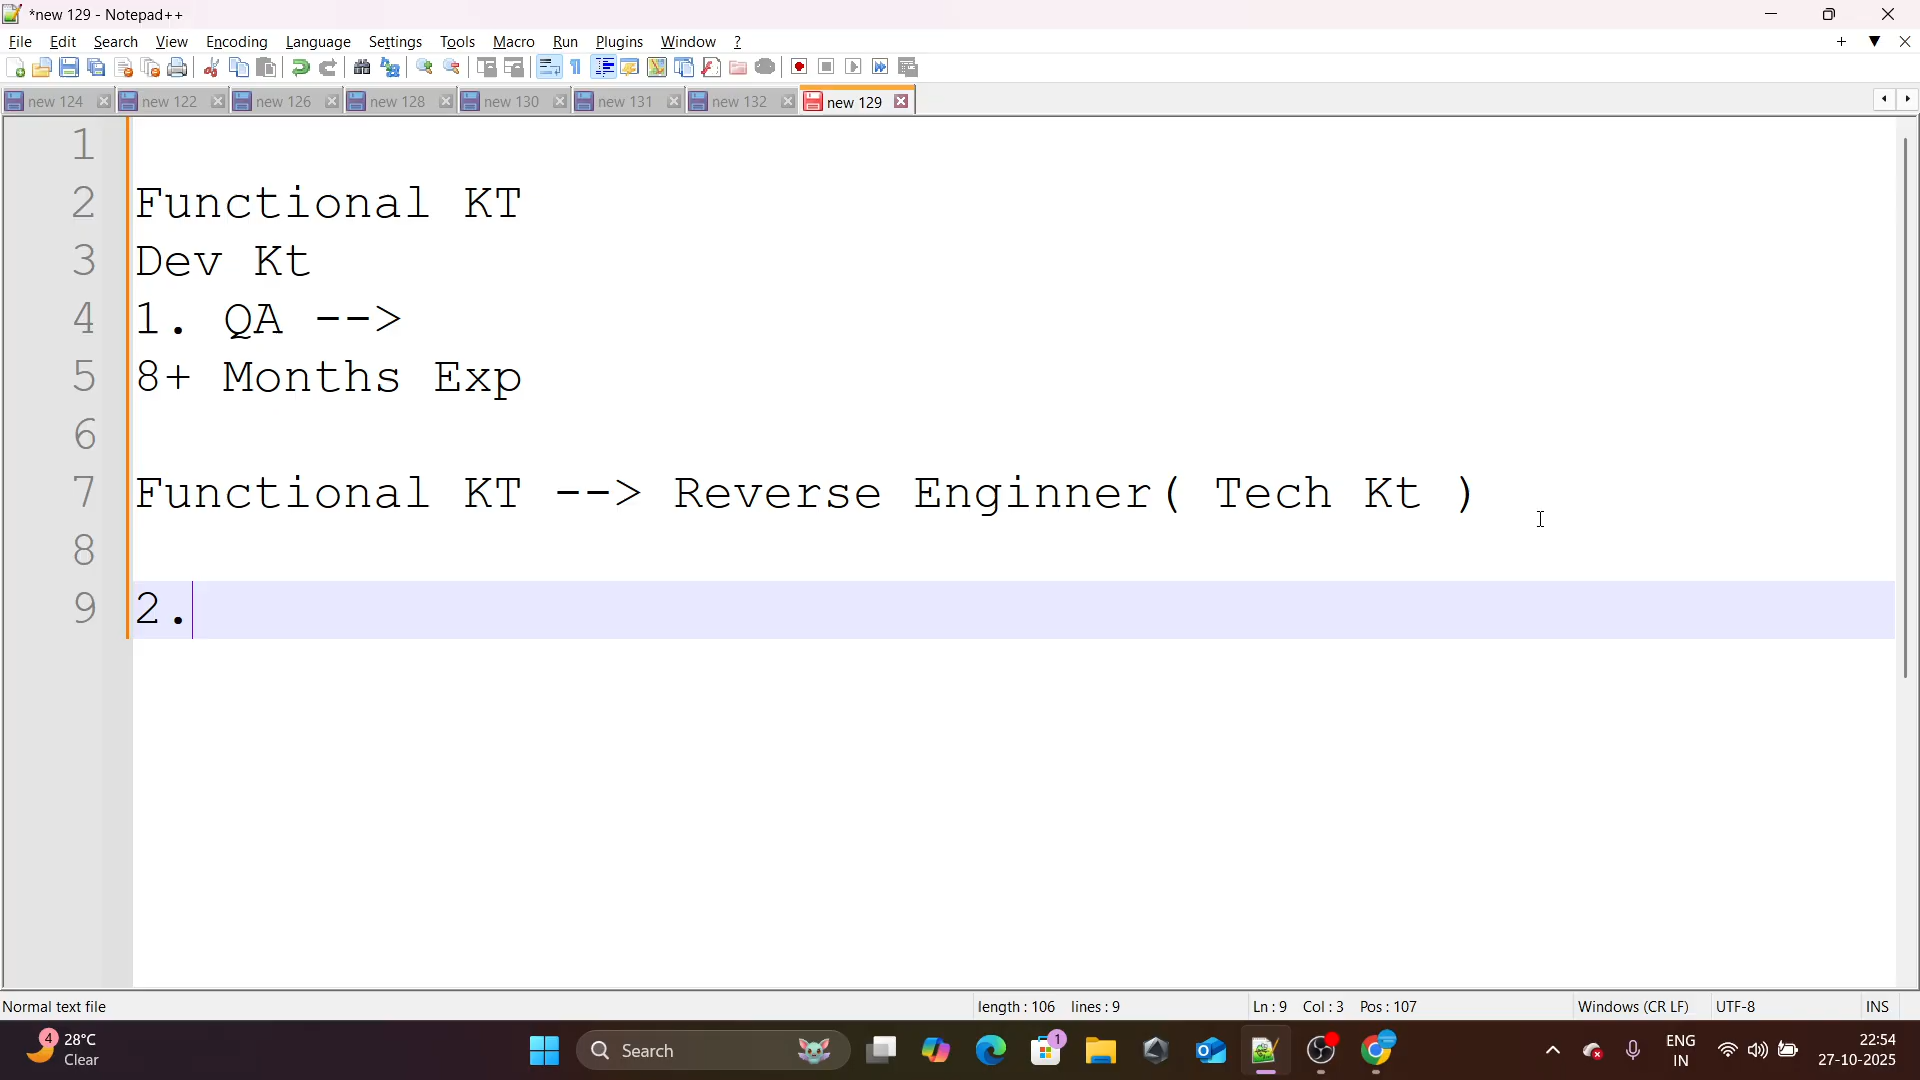 *new 129 - Notepad++
File Edit Search View Encoding Language Settings Tools Macro Run Plugins Window ?
new 124 new 122 new 126 new 128 new 130 new 131 new 132 new 129
1
2 Functional KT
3 Dev Kt
4 1. QA -->
5 8+ Months Exp
6
7 Functional KT --> Reverse Enginner( Tech Kt )
8
9 2.
Normal text file length : 106 lines : 9 Ln : 9 Col : 3 Pos : 107 Windows (CR LF) UTF-8 INS
4 28°C Search 1 ENG 22:54
Clear IN 27-10-2025